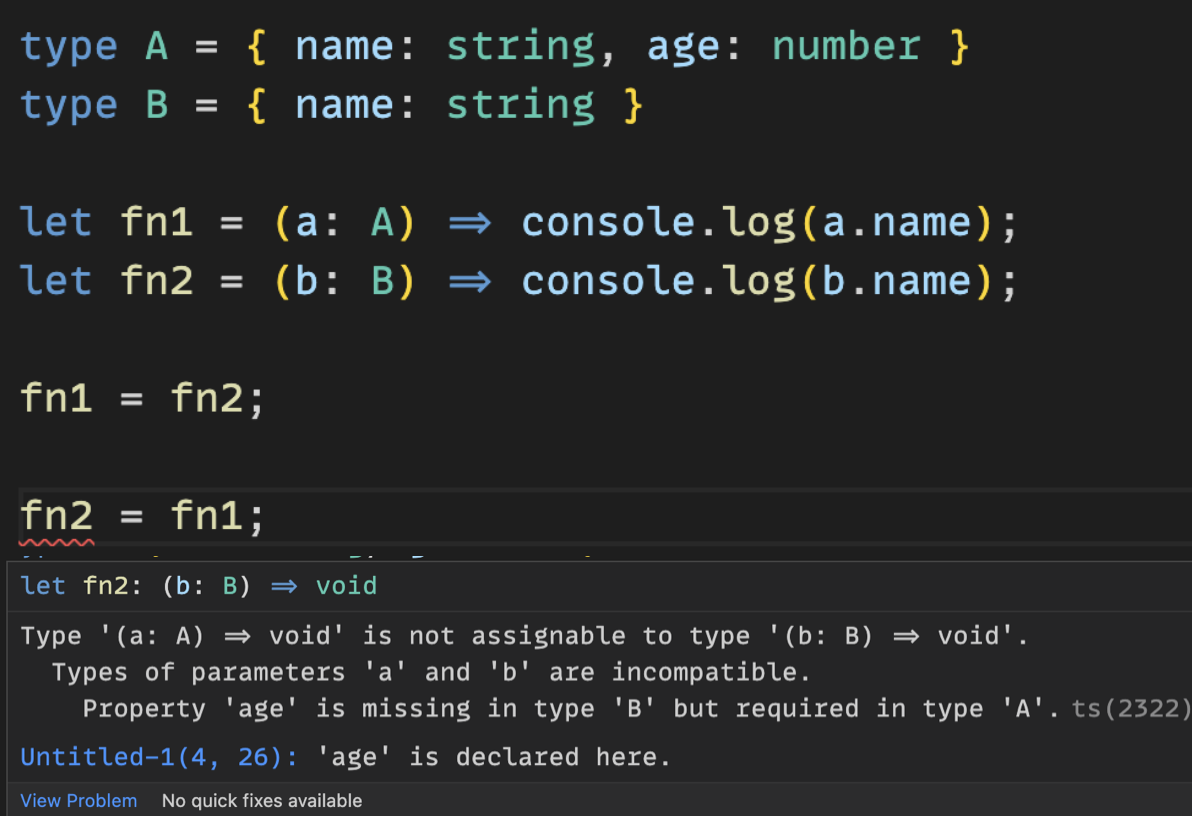 type A = { name: string, age: number }
type B = { name: string }
let fn1 = (a: A) => console.log(a.name);
let fn2 = (b: B) => console.log(b.name);
fn1 = fn2;
fn2 = fn1;
let fn2: (b: B) => void
Type '(a: A) => void' is not assignable to type '(b: B) => void'.
Types of parameters 'a' and 'b' are incompatible.
Property 'age' is missing in type 'B' but required in type 'A'. ts(2322)
Untitled-1(4, 26): 'age' is declared here.
View Problem No quick fixes available